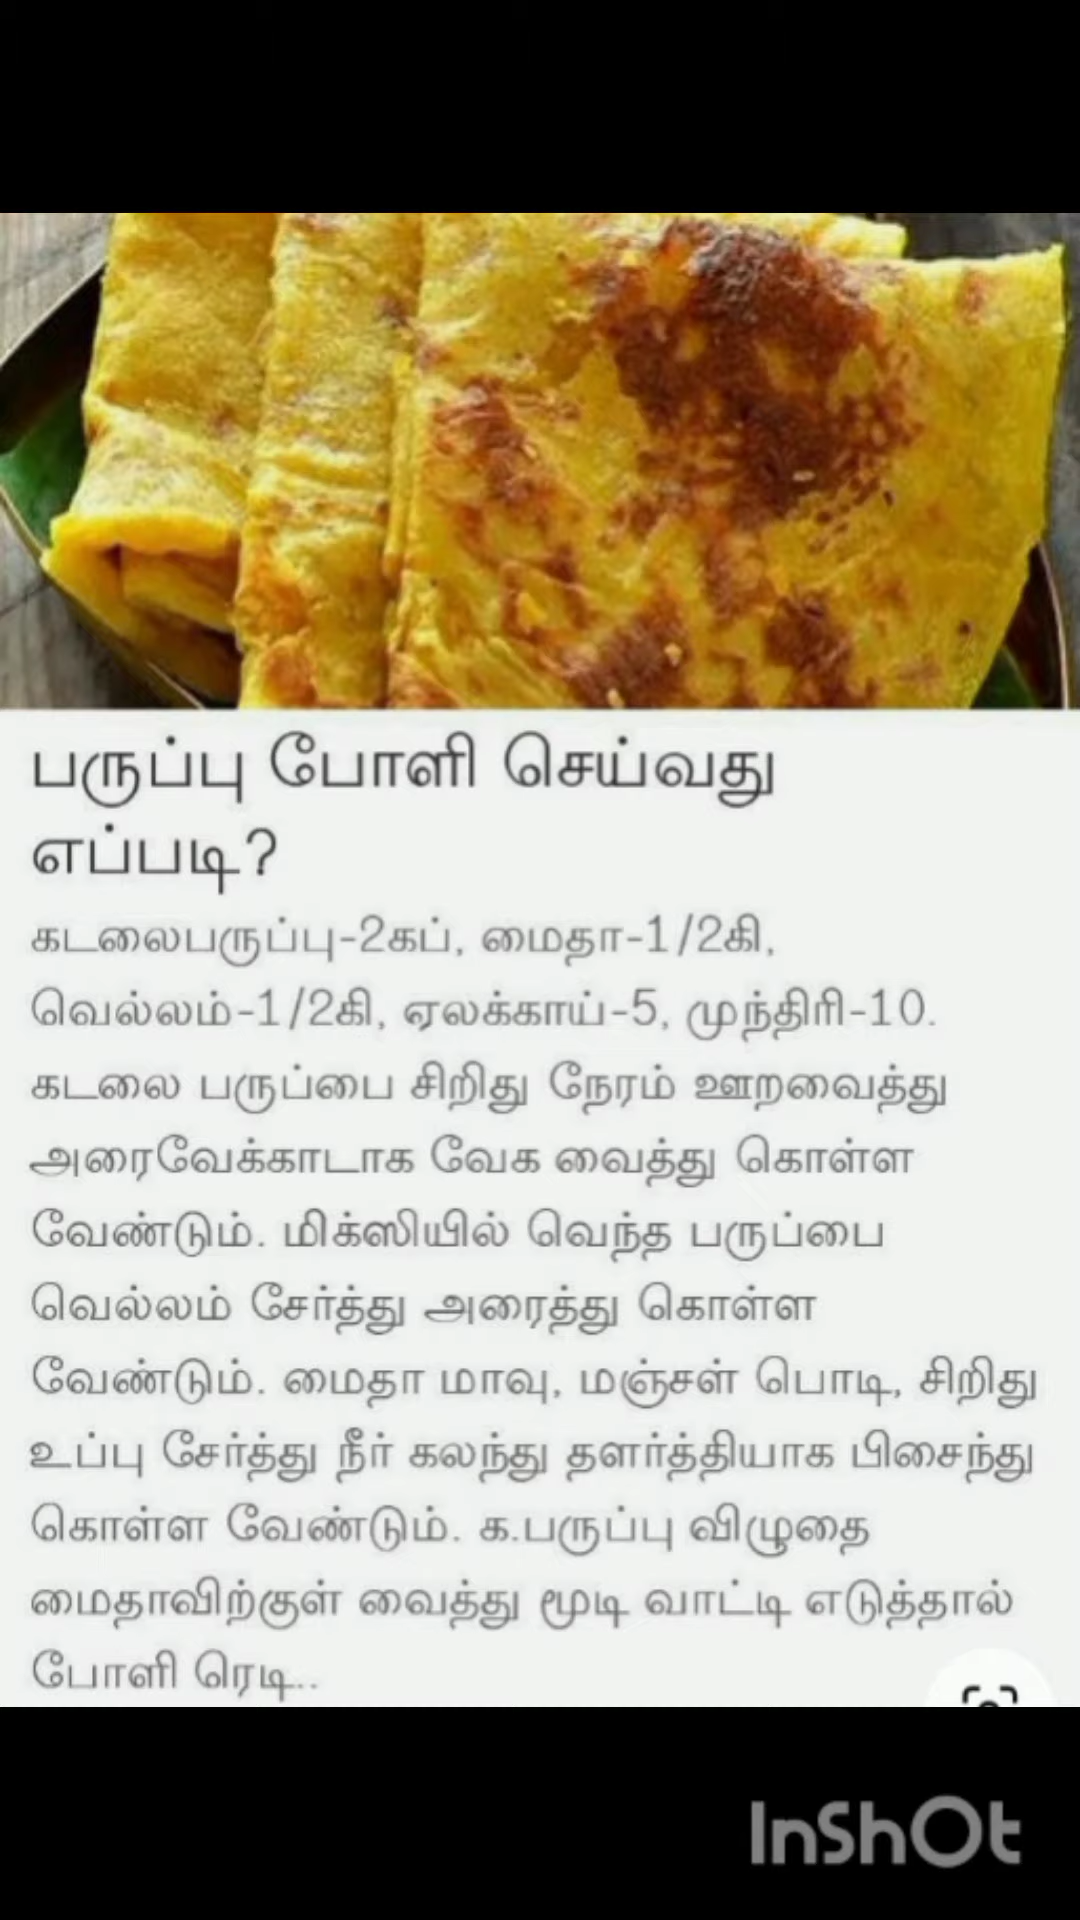 பருப்பு போளி செய்வது
எப்படி?
கடலைபருப்பு-2கப், மைதா-1/2கி,
வெல்லம்-1/2கி, ஏலக்காய்-5, முந்திரி-10.
கடலை பருப்பை சிறிது நேரம் ஊறவைத்து
அரைவேக்காடாக வேக வைத்து கொள்ள
வேண்டும். மிக்ஸியில் வெந்த பருப்பை
வெல்லம் சேர்த்து அரைத்து கொள்ள
வேண்டும். மைதா மாவு, மஞ்சள் பொடி, சிறிது
உப்பு சேர்த்து நீர் கலந்து தளர்த்தியாக பிசைந்து
கொள்ள வேண்டும். க.பருப்பு விழுதை
மைதாவிற்குள் வைத்து மூடி வாட்டி எடுத்தால்
போளி ரெடி..
InShOt